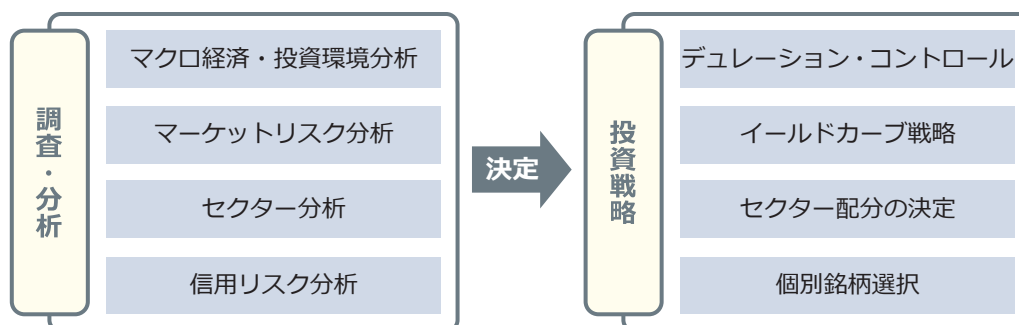 調査・分析
マクロ経済・投資環境分析
マーケットリスク分析
セクター分析
信用リスク分析
決定
投資戦略
デュレーション・コントロール
イールドカーブ戦略
セクター配分の決定
個別銘柄選択